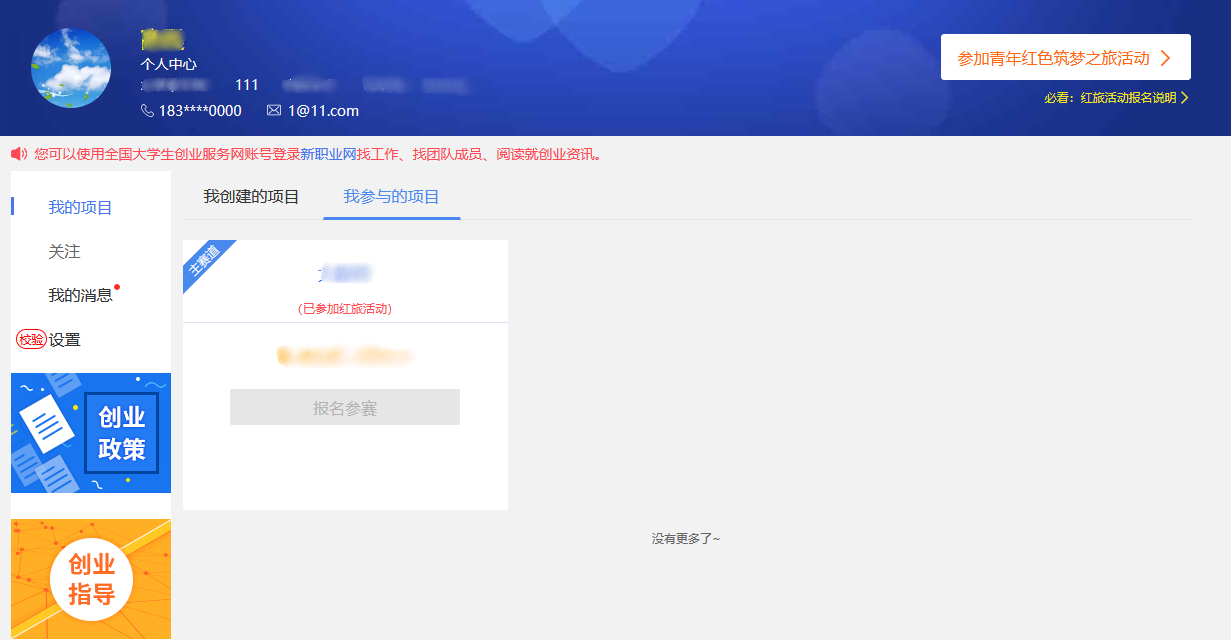 个人中心
111
183****0000 1@11.com
参加青年红色筑梦之旅活动
必看：红旅活动报名说明
您可以使用全国大学生创业服务网账号登录新职业网找工作、找团队成员、阅读就创业资讯。
我的项目
关注
我的消息
校验 设置
创业
政策
创业
指导
我创建的项目 我参与的项目
主赛道
(已参加红旅活动)
报名参赛
没有更多了~